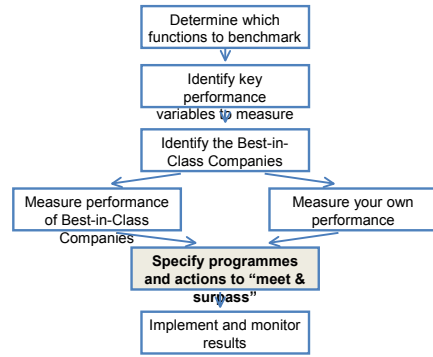 Determine which
functions to benchmark
Identify key
performance
variables to measure
Identify the Best-in-
Class Companies
Measure performance
of Best-in-Class
Companies
Measure your own
performance
Specify programmes
and actions to “meet &
surpass”
Implement and monitor
results